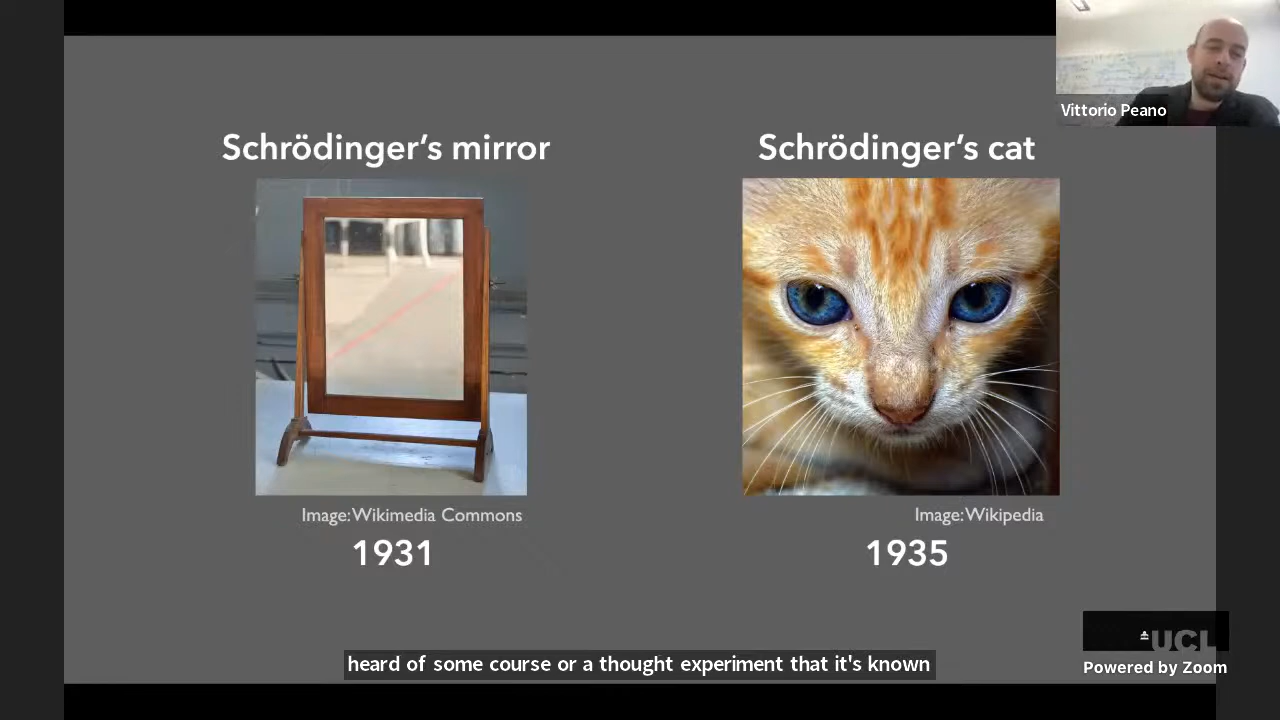 Vittorio Peano
Schrödinger's mirror
Schrödinger's cat
Image: Wikimedia Commons
Image: Wikipedia
1931
1935
UCL
heard of some course or a thought experiment that it's known
Powered by Zoom